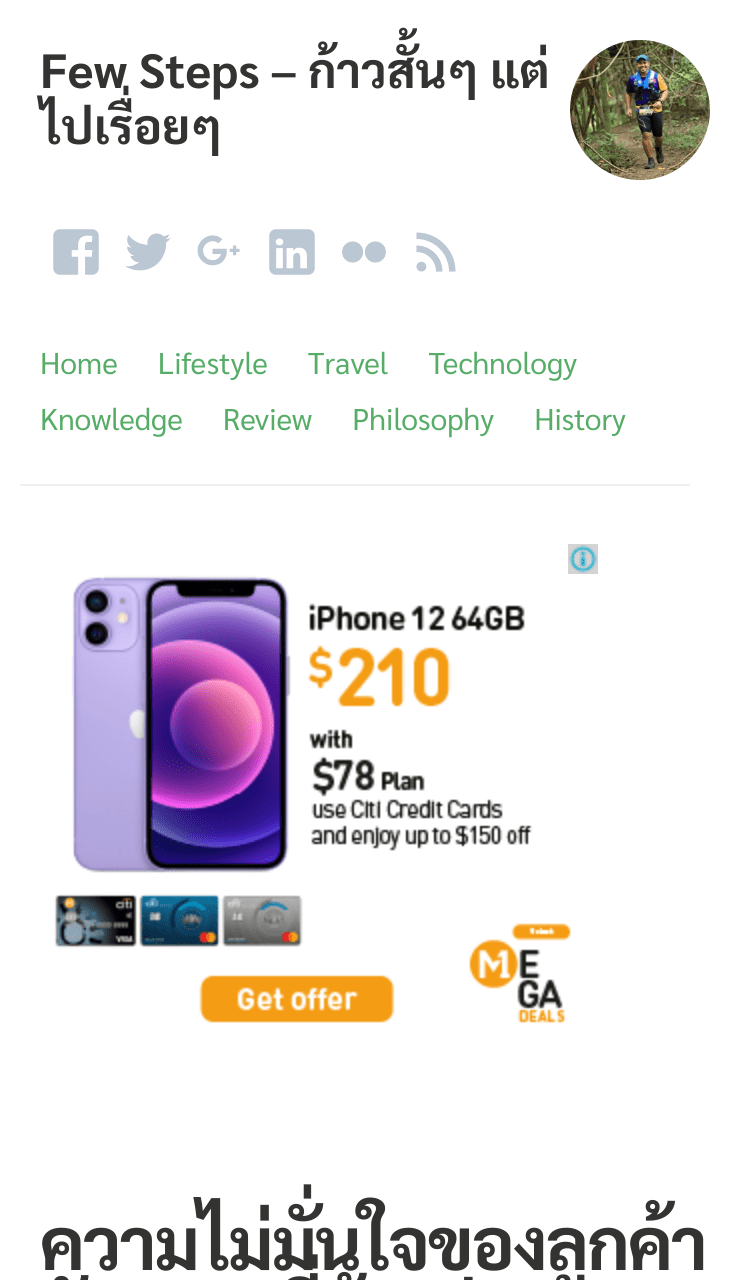 Few Steps – ก้าวสั้นๆ แต่
ไปเรื่อยๆ
Home Lifestyle Travel Technology
Knowledge Review Philosophy History
iPhone 12 64GB
$210
with
$78 Plan
use Citi Credit Cards
and enjoy up to $150 off
citi
VISA
Get offer
M1
MEGA
DEALS
ความไม่มั่นใจของลูกค้า